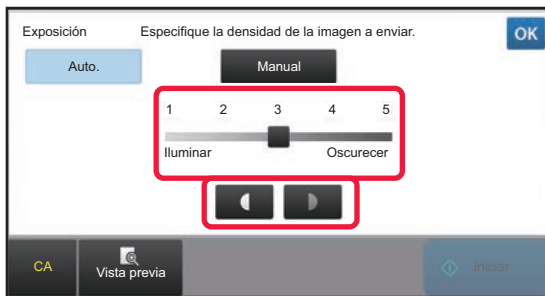 Exposición Especifique la densidad de la imagen a enviar. OK
Auto. Manual
1 2 3 4 5
Iluminar Oscurecer
CA Vista previa Iniciar